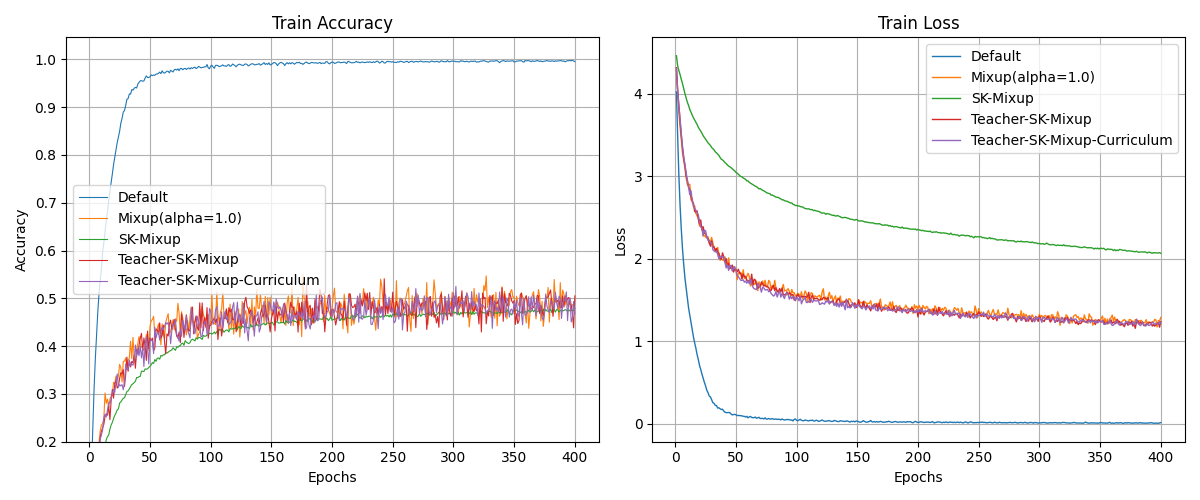 Train Accuracy
1.0
0.9
0.8
0.7
0.6
0.5
0.4
0.3
0.2
Accuracy
Default
Mixup(alpha=1.0)
SK-Mixup
Teacher-SK-Mixup
Teacher-SK-Mixup-Curriculum
0 50 100 150 200 250 300 350 400
Epochs
Train Loss
4
3
2
1
0
Loss
Default
Mixup(alpha=1.0)
SK-Mixup
Teacher-SK-Mixup
Teacher-SK-Mixup-Curriculum
0 50 100 150 200 250 300 350 400
Epochs